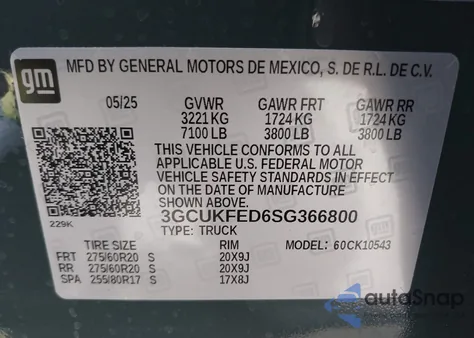 gm
MFD BY GENERAL MOTORS DE MEXICO, S. DE R.L. DE C.V.
05/25 GVWR GAWR FRT GAWR RR
3221 KG 1724 KG 1724 KG
7100 LB 3800 LB 3800 LB
THIS VEHICLE CONFORMS TO ALL
APPLICABLE U.S. FEDERAL MOTOR
VEHICLE SAFETY STANDARDS IN EFFECT
ON THE DATE OF MANUFACTURE
SHOWN ABOVE.
3GCUKFED6SG366800
229K TYPE: TRUCK MODEL: 60CK10543
TIRE SIZE RIM
FRT 275/60R20 S 20X9J
RR 275/60R20 S 20X9J
SPA 255/80R17 S 17X8J
autoSnap